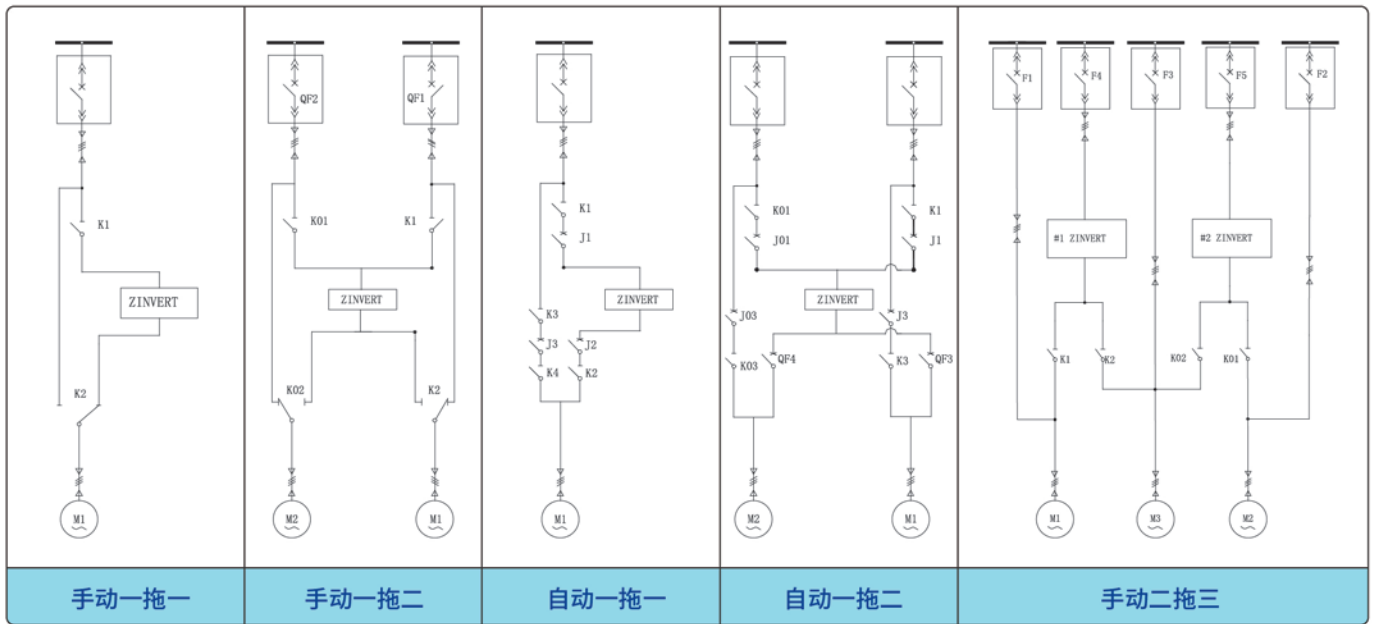 K1
ZINVERT
K2
M1
手动一拖一
QF2
QF1
K01
K1
ZINVERT
K02
K2
M2
M1
手动一拖二
K1
J1
ZINVERT
K3
J3
J2
K4
K2
M1
自动一拖一
K01
K1
J01
J1
ZINVERT
J03
J3
K03
QF4
K3
QF3
M2
M1
自动一拖二
F1
F4
F3
F5
F2
#1 ZINVERT
#2 ZINVERT
K1
K2
K02
K01
M1
M3
M2
手动二拖三